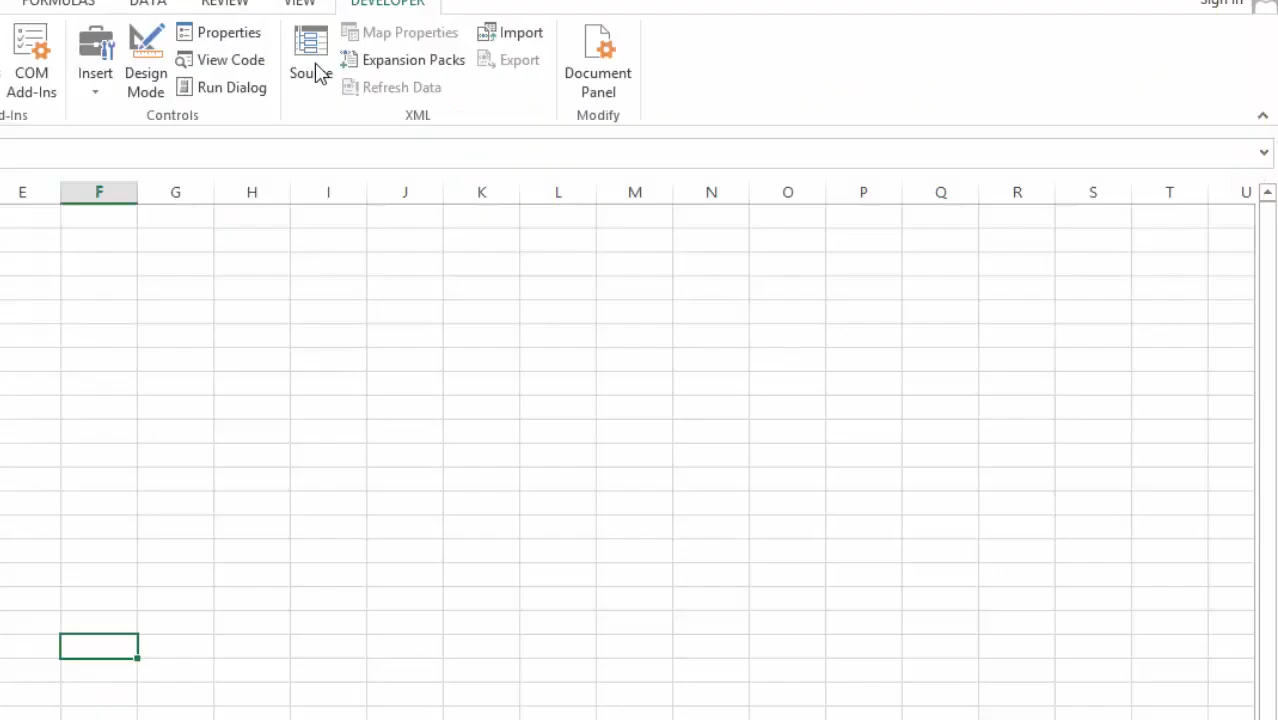 FORMULAS DATA REVIEW VIEW DEVELOPER Sign in
COM Add-Ins
Insert
Design Mode
Properties
View Code
Run Dialog
Controls
Map Properties
Expansion Packs
Refresh Data
Import
Export
XML
Document Panel
Modify
E F G H I J K L M N O P Q R S T U